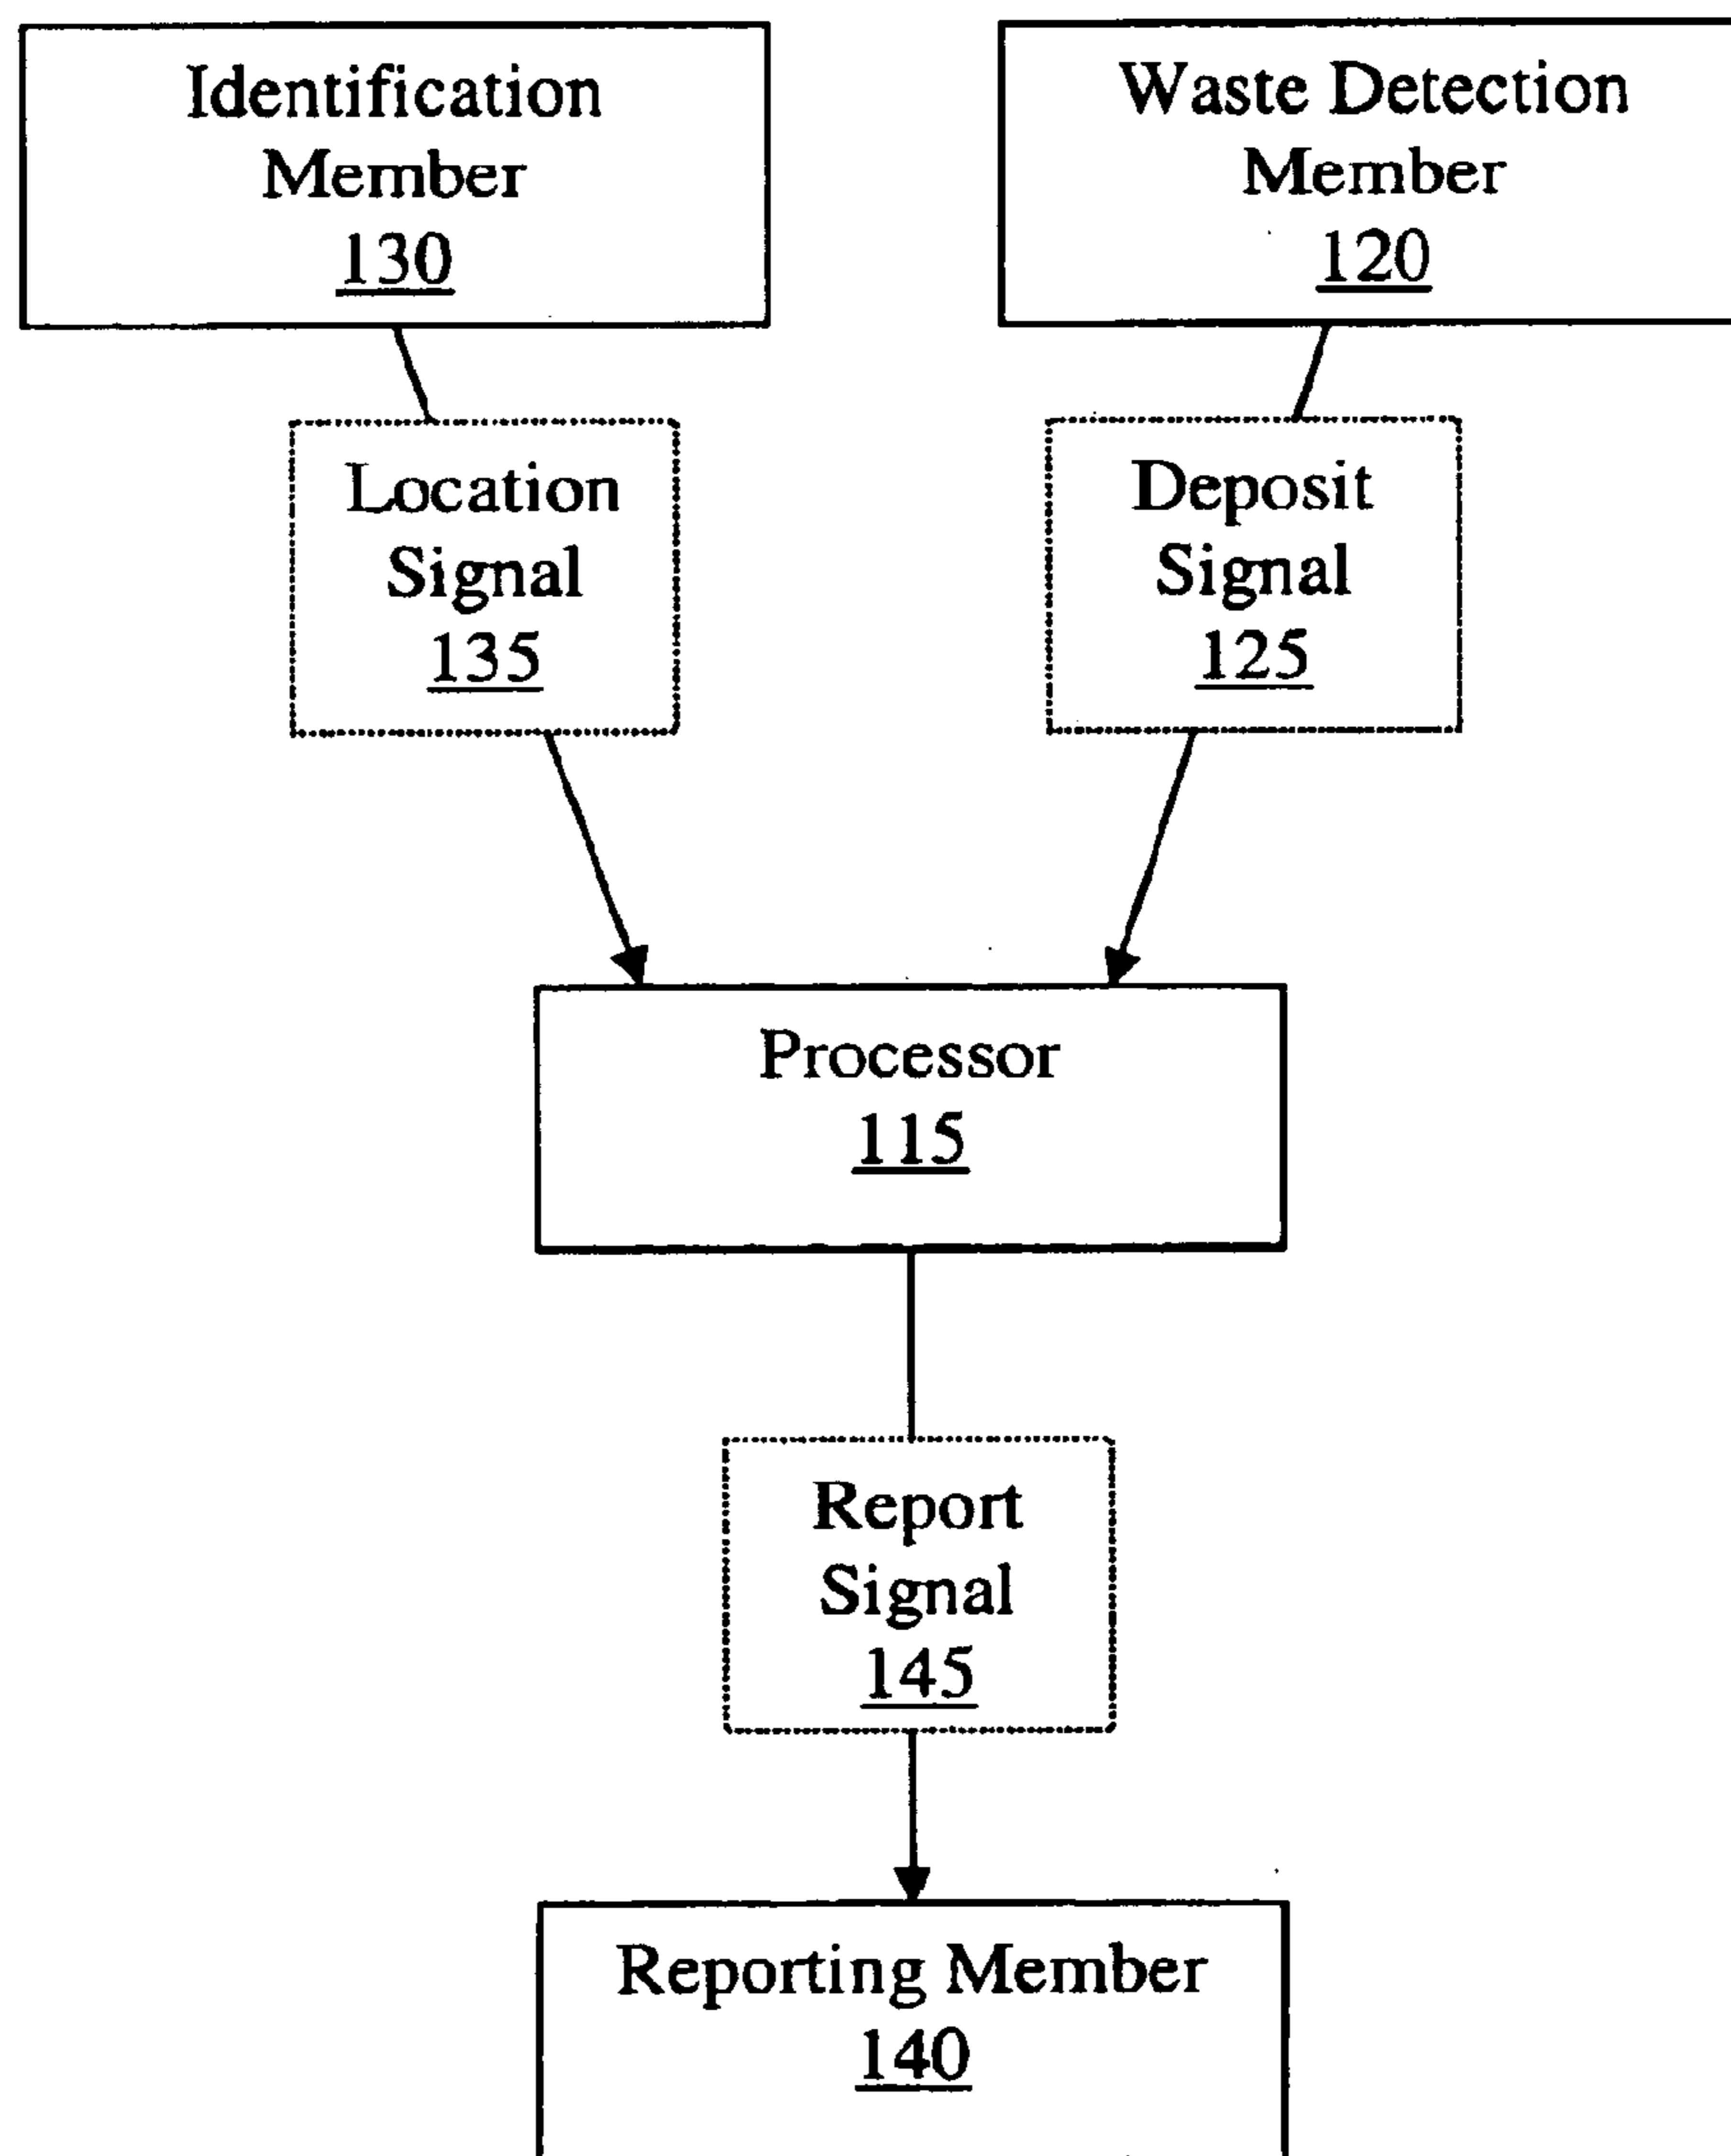 Identification
Member
130
Waste Detection
Member
120
Location
Signal
135
Deposit
Signal
125
Processor
115
Report
Signal
145
Reporting Member
140